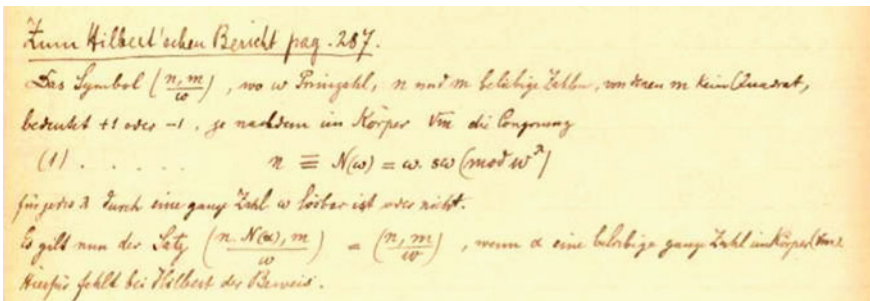 Zum Hilbert'schen Bericht pag. 287.
Das Symbol (n, m / w), wo w Primzahl, n und m beliebige Zahlen, von denen m kein Quadrat,
bedeutet +1 oder -1, je nachdem im Körper √m die Congruenz
(1) . . . . . . n ≡ N(ω) = ω. sω (mod w^λ)
für jedes λ durch eine ganze Zahl ω lösbar ist oder nicht.
Es gilt nun der Satz (n. N(α), m / w) = (n, m / w), wenn α eine beliebige ganze Zahl im Körper (√m).
Hierfür fehlt bei Hilbert der Beweis.